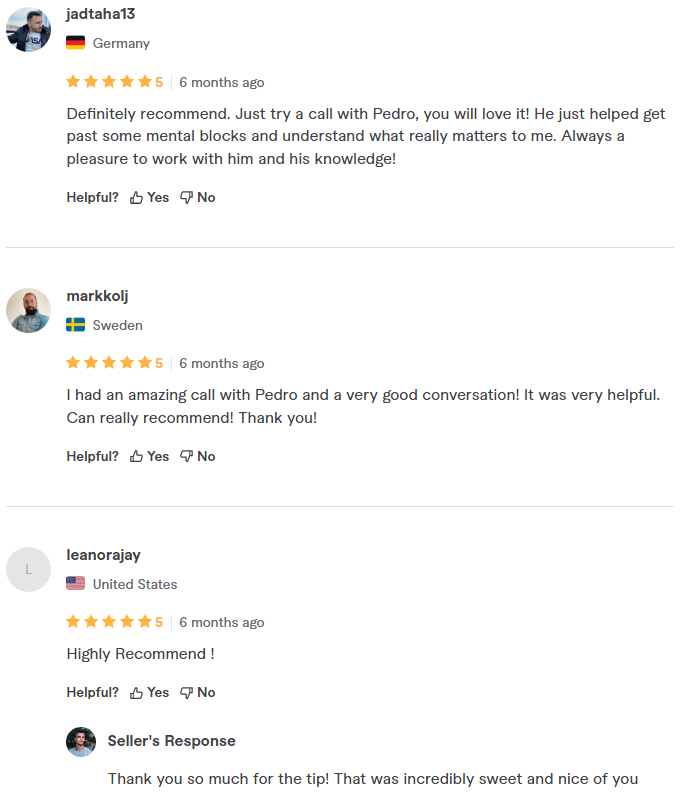 jadtaha13
Germany
5 | 6 months ago
Definitely recommend. Just try a call with Pedro, you will love it! He just helped get
past some mental blocks and understand what really matters to me. Always a
pleasure to work with him and his knowledge!
Helpful? Yes No
markkolj
Sweden
5 | 6 months ago
I had an amazing call with Pedro and a very good conversation! It was very helpful.
Can really recommend! Thank you!
Helpful? Yes No
L
leanorajay
United States
5 | 6 months ago
Highly Recommend !
Helpful? Yes No
Seller's Response
Thank you so much for the tip! That was incredibly sweet and nice of you